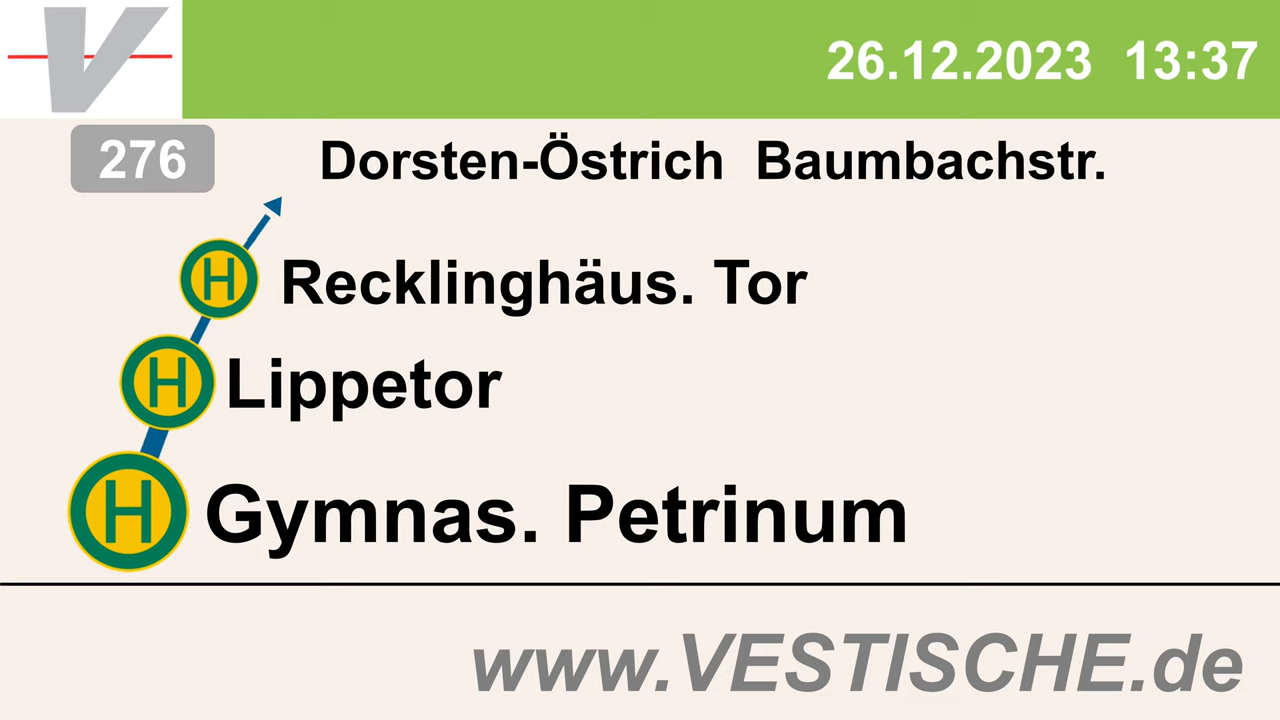 V
26.12.2023 13:37
276 Dorsten-Östrich Baumbachstr.
H Recklinghäus. Tor
H Lippetor
H Gymnas. Petrinum
www.VESTISCHE.de